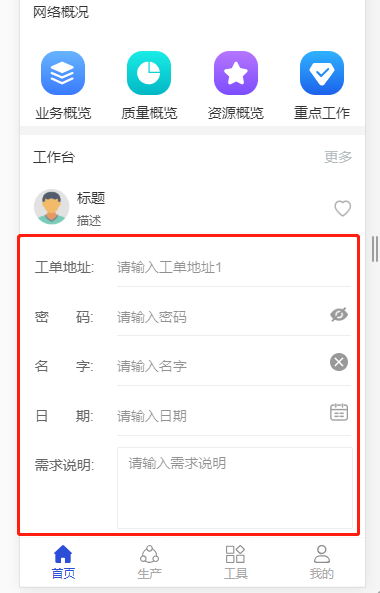 网络概况
业务概览 质量概览 资源概览 重点工作
工作台 更多
标题
描述
工单地址: 请输入工单地址1
密 码: 请输入密码
名 字: 请输入名字
日 期: 请输入日期
需求说明: 请输入需求说明
首页 生产 工具 我的